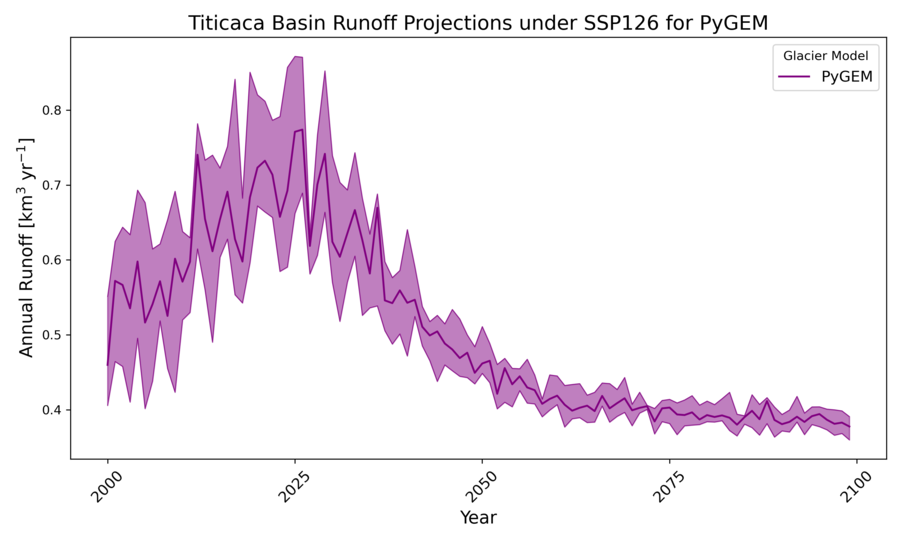 Titicaca Basin Runoff Projections under SSP126 for PyGEM
Glacier Model
PyGEM
Annual Runoff [km³ yr⁻¹]
0.8
0.7
0.6
0.5
0.4
2000
2025
2050
2075
2100
Year